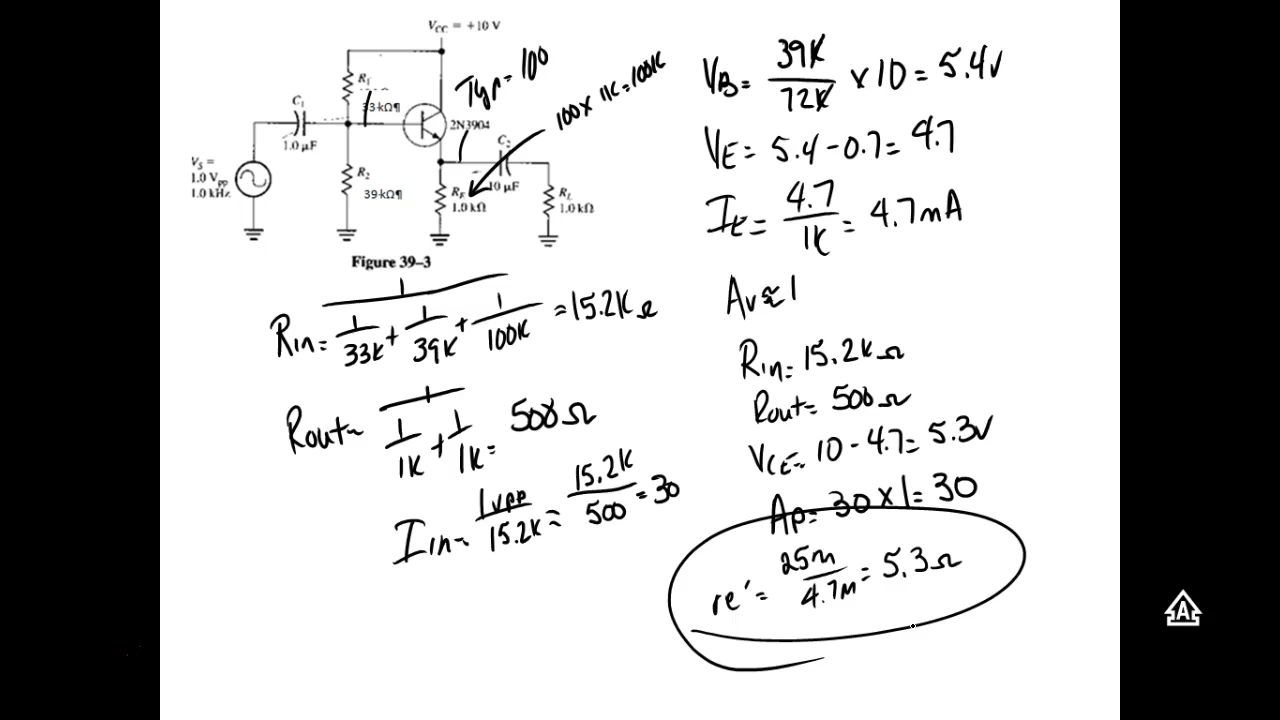 VCC = +10 V
R1
33 kΩ¶
C1
1.0 µF
Typ = 100
100 x 1K = 100K
2N3904
C2
10 µF
VS =
1.0 Vpp
1.0 kHz
R2
39 kΩ¶
RE
1.0 kΩ
RL
1.0 kΩ
Figure 39–3
Rin = 1 / (1/33K + 1/39K + 1/100K) = 15.2K Ω
Rout = 1 / (1/1K + 1/1K) = 500 Ω
Iin = 1VPP/15.2K = 15.2K/500 = 30
VB = 39K/72K x 10 = 5.4V
VE = 5.4 - 0.7 = 4.7
IE = 4.7/1K = 4.7mA
Av ≈ 1
Rin = 15.2K Ω
Rout = 500 Ω
VCE = 10 - 4.7 = 5.3V
Ap = 30 x 1 = 30
re' = 25m/4.7m = 5.3 Ω
A